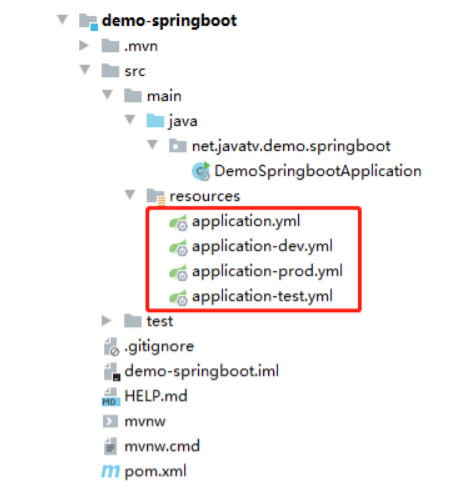 demo-springboot
.mvn
src
main
java
net.javatv.demo.springboot
DemoSpringbootApplication
resources
application.yml
application-dev.yml
application-prod.yml
application-test.yml
test
.gitignore
demo-springboot.iml
HELP.md
mvnw
mvnw.cmd
pom.xml